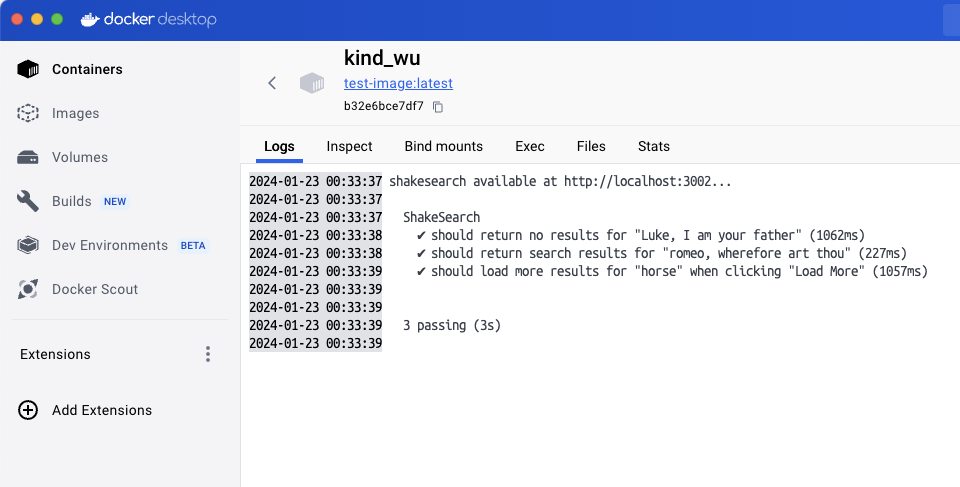 docker desktop
Containers
Images
Volumes
Builds NEW
Dev Environments BETA
Docker Scout
Extensions
Add Extensions
kind_wu
test-image:latest
b32e6bce7df7
Logs Inspect Bind mounts Exec Files Stats
2024-01-23 00:33:37 shakesearch available at http://localhost:3002...
2024-01-23 00:33:37
2024-01-23 00:33:37 ShakeSearch
2024-01-23 00:33:38 ✔ should return no results for "Luke, I am your father" (1062ms)
2024-01-23 00:33:38 ✔ should return search results for "romeo, wherefore art thou" (227ms)
2024-01-23 00:33:39 ✔ should load more results for "horse" when clicking "Load More" (1057ms)
2024-01-23 00:33:39
2024-01-23 00:33:39
2024-01-23 00:33:39 3 passing (3s)
2024-01-23 00:33:39